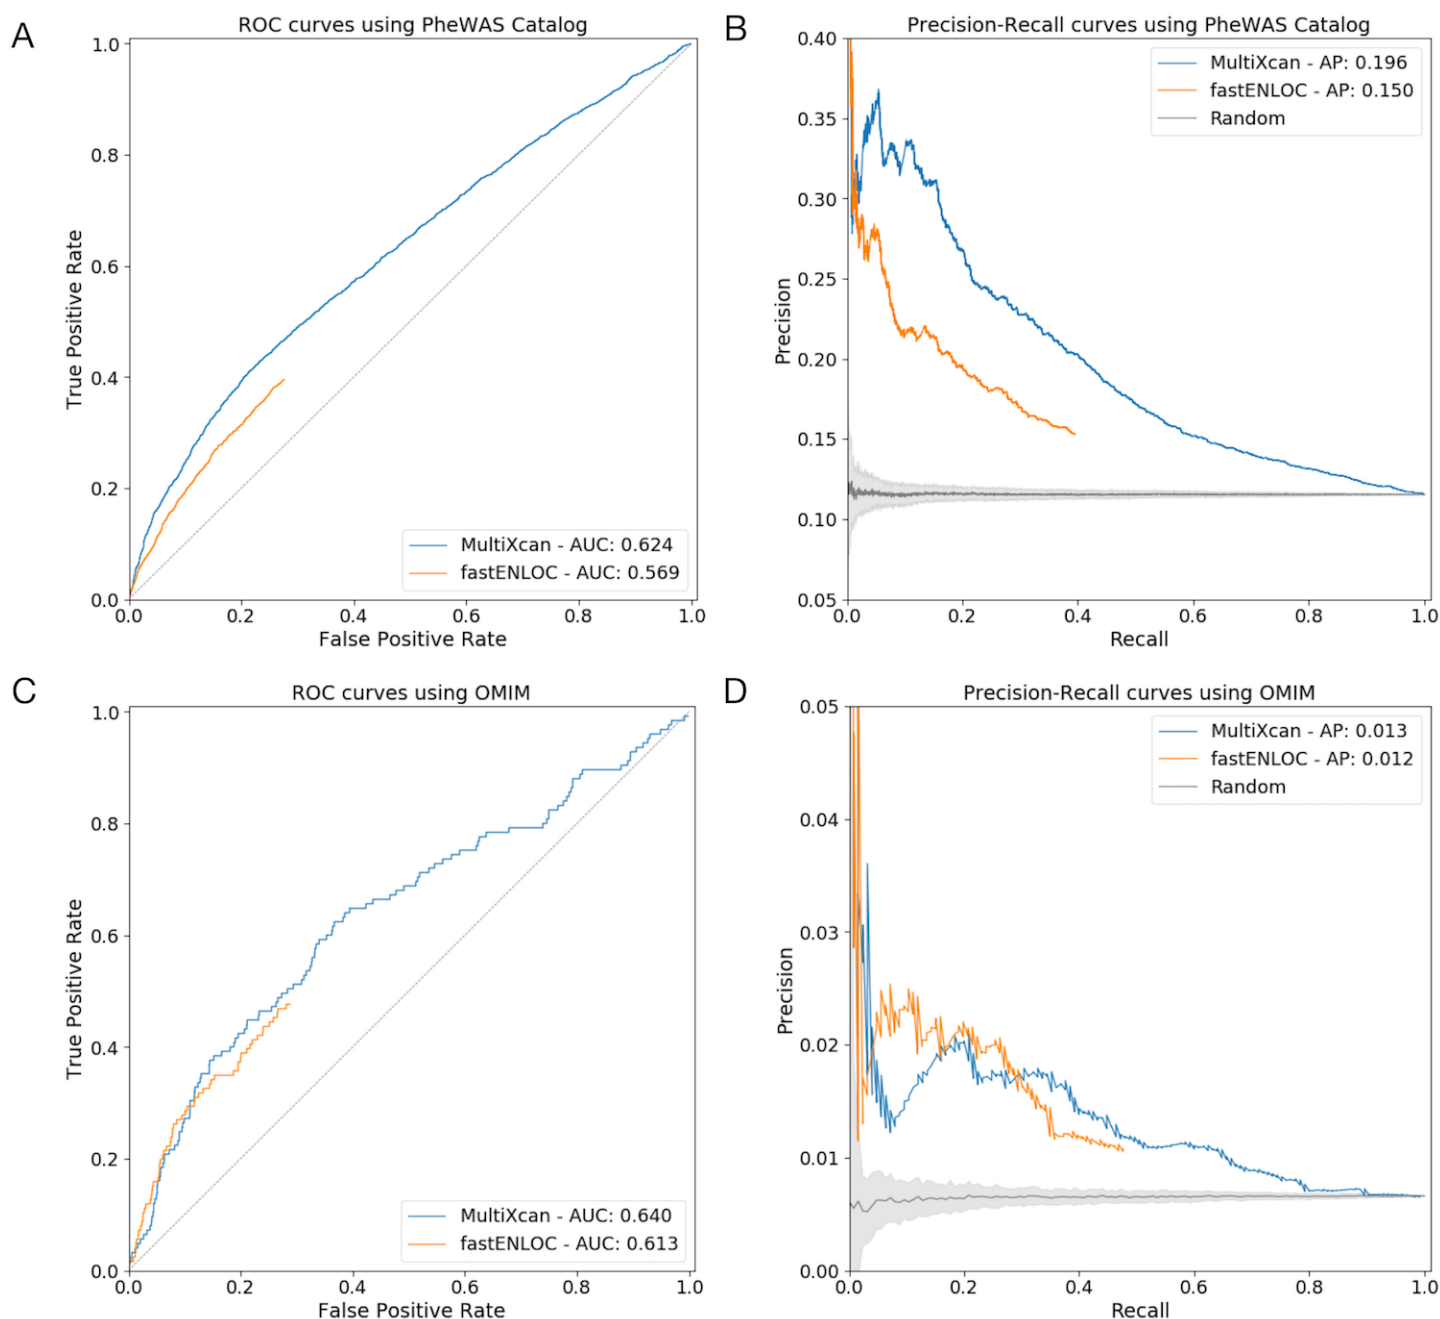 A
ROC curves using PheWAS Catalog
1.0
0.8
0.6
0.4
0.2
0.0
True Positive Rate
MultiXcan - AUC: 0.624
fastENLOC - AUC: 0.569
0.0 0.2 0.4 0.6 0.8 1.0
False Positive Rate
B
Precision-Recall curves using PheWAS Catalog
0.40
0.35
0.30
0.25
0.20
0.15
0.10
0.05
Precision
MultiXcan - AP: 0.196
fastENLOC - AP: 0.150
Random
0.0 0.2 0.4 0.6 0.8 1.0
Recall
C
ROC curves using OMIM
1.0
0.8
0.6
0.4
0.2
0.0
True Positive Rate
MultiXcan - AUC: 0.640
fastENLOC - AUC: 0.613
0.0 0.2 0.4 0.6 0.8 1.0
False Positive Rate
D
Precision-Recall curves using OMIM
0.05
0.04
0.03
0.02
0.01
0.00
Precision
MultiXcan - AP: 0.013
fastENLOC - AP: 0.012
Random
0.0 0.2 0.4 0.6 0.8 1.0
Recall